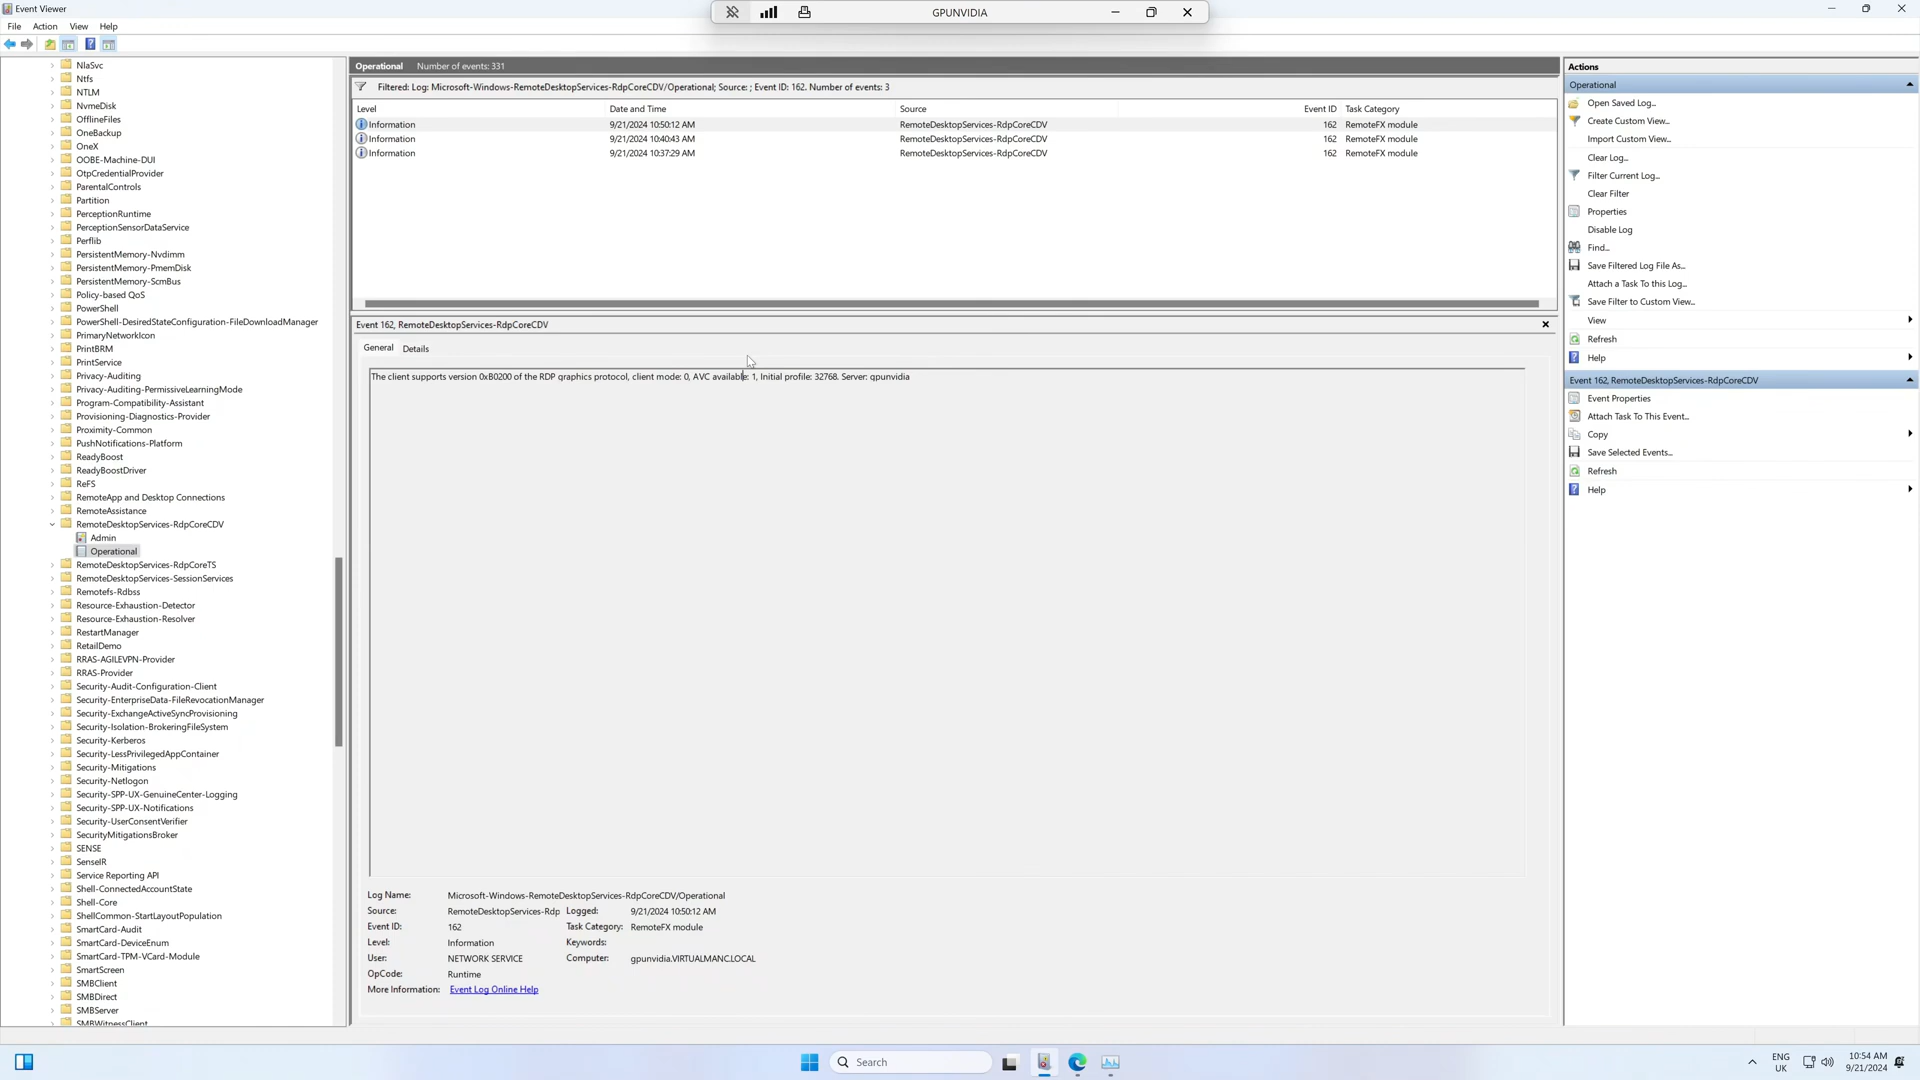 Event Viewer
GPUNVIDIA
File Action View Help
NlaSvc
Ntfs
NTLM
NvmeDisk
OfflineFiles
OneBackup
OneX
OOBE-Machine-DUI
OtpCredentialProvider
ParentalControls
Partition
PerceptionRuntime
PerceptionSensorDataService
Perflib
PersistentMemory-Nvdimm
PersistentMemory-PmemDisk
PersistentMemory-ScmBus
Policy-based QoS
PowerShell
PowerShell-DesiredStateConfiguration-FileDownloadManager
PrimaryNetworkIcon
PrintBRM
PrintService
Privacy-Auditing
Privacy-Auditing-PermissiveLearningMode
Program-Compatibility-Assistant
Provisioning-Diagnostics-Provider
Proximity-Common
PushNotifications-Platform
ReadyBoost
ReadyBoostDriver
ReFS
RemoteApp and Desktop Connections
RemoteAssistance
RemoteDesktopServices-RdpCoreCDV
Admin
Operational
RemoteDesktopServices-RdpCoreTS
RemoteDesktopServices-SessionServices
Remotefs-Rdbss
Resource-Exhaustion-Detector
Resource-Exhaustion-Resolver
RestartManager
RetailDemo
RRAS-AGILEVPN-Provider
RRAS-Provider
Security-Audit-Configuration-Client
Security-EnterpriseData-FileRevocationManager
Security-ExchangeActiveSyncProvisioning
Security-Isolation-BrokeringFileSystem
Security-Kerberos
Security-LessPrivilegedAppContainer
Security-Mitigations
Security-Netlogon
Security-SPP-UX-GenuineCenter-Logging
Security-SPP-UX-Notifications
Security-UserConsentVerifier
SecurityMitigationsBroker
SENSE
SenseIR
Service Reporting API
Shell-ConnectedAccountState
Shell-Core
ShellCommon-StartLayoutPopulation
SmartCard-Audit
SmartCard-DeviceEnum
SmartCard-TPM-VCard-Module
SmartScreen
SMBClient
SMBDirect
SMBServer
SMBWitnessClient
Operational Number of events: 331
Filtered: Log: Microsoft-Windows-RemoteDesktopServices-RdpCoreCDV/Operational; Source: ; Event ID: 162. Number of events: 3
Level Date and Time Source Event ID Task Category
Information 9/21/2024 10:50:12 AM RemoteDesktopServices-RdpCoreCDV 162 RemoteFX module
Information 9/21/2024 10:40:43 AM RemoteDesktopServices-RdpCoreCDV 162 RemoteFX module
Information 9/21/2024 10:37:29 AM RemoteDesktopServices-RdpCoreCDV 162 RemoteFX module
Event 162, RemoteDesktopServices-RdpCoreCDV
General Details
The client supports version 0xB0200 of the RDP graphics protocol, client mode: 0, AVC available: 1, Initial profile: 32768. Server: gpunvidia
Log Name: Microsoft-Windows-RemoteDesktopServices-RdpCoreCDV/Operational
Source: RemoteDesktopServices-Rdp Logged: 9/21/2024 10:50:12 AM
Event ID: 162 Task Category: RemoteFX module
Level: Information Keywords:
User: NETWORK SERVICE Computer: gpunvidia.VIRTUALMANC.LOCAL
OpCode: Runtime
More Information: Event Log Online Help
Actions
Operational
Open Saved Log...
Create Custom View...
Import Custom View...
Clear Log...
Filter Current Log...
Clear Filter
Properties
Disable Log
Find...
Save Filtered Log File As...
Attach a Task To this Log...
Save Filter to Custom View...
View
Refresh
Help
Event 162, RemoteDesktopServices-RdpCoreCDV
Event Properties
Attach Task To This Event...
Copy
Save Selected Events...
Refresh
Help
Search
ENG
UK
10:54 AM
9/21/2024